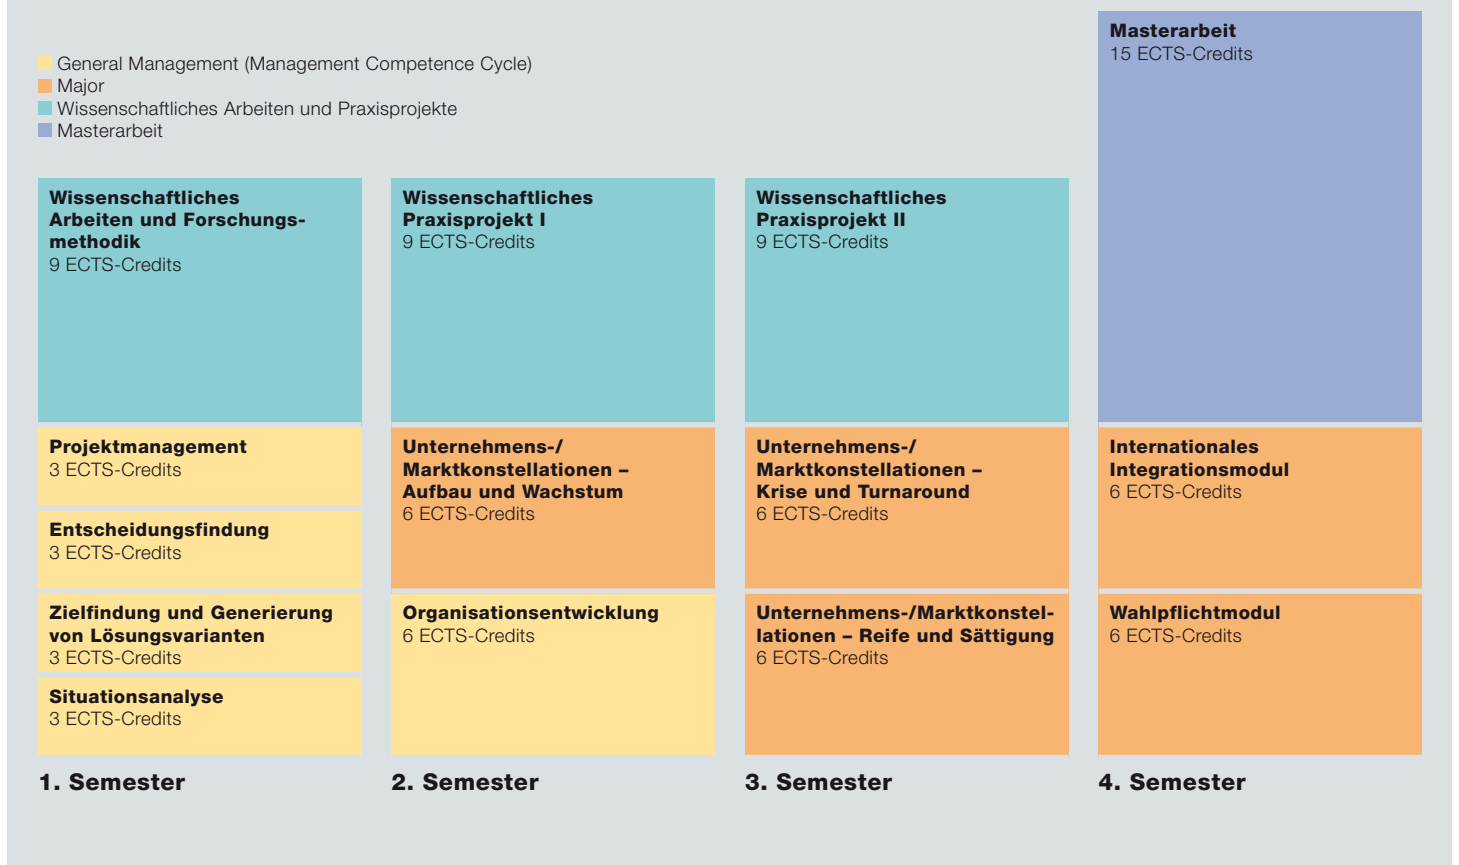 General Management (Management Competence Cycle)
Major
Wissenschaftliches Arbeiten und Praxisprojekte
Masterarbeit
Wissenschaftliches
Arbeiten und Forschungs-
methodik
9 ECTS-Credits
Projektmanagement
3 ECTS-Credits
Entscheidungsfindung
3 ECTS-Credits
Zielfindung und Generierung
von Lösungsvarianten
3 ECTS-Credits
Situationsanalyse
3 ECTS-Credits
1. Semester
Wissenschaftliches
Praxisprojekt I
9 ECTS-Credits
Unternehmens-/
Marktkonstellationen –
Aufbau und Wachstum
6 ECTS-Credits
Organisationsentwicklung
6 ECTS-Credits
2. Semester
Wissenschaftliches
Praxisprojekt II
9 ECTS-Credits
Unternehmens-/
Marktkonstellationen –
Krise und Turnaround
6 ECTS-Credits
Unternehmens-/Marktkonstel-
lationen – Reife und Sättigung
6 ECTS-Credits
3. Semester
Masterarbeit
15 ECTS-Credits
Internationales
Integrationsmodul
6 ECTS-Credits
Wahlpflichtmodul
6 ECTS-Credits
4. Semester